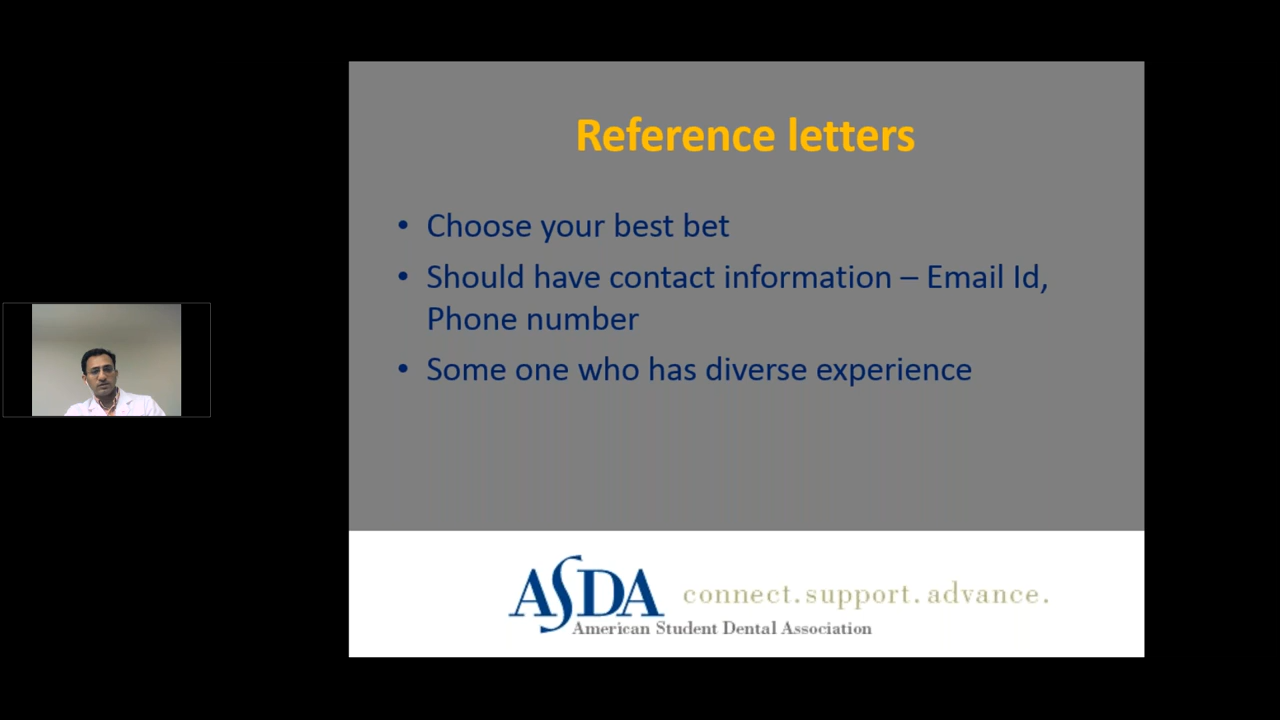 Reference letters
• Choose your best bet
• Should have contact information – Email Id,
Phone number
• Some one who has diverse experience
ASDA connect. support. advance.
American Student Dental Association